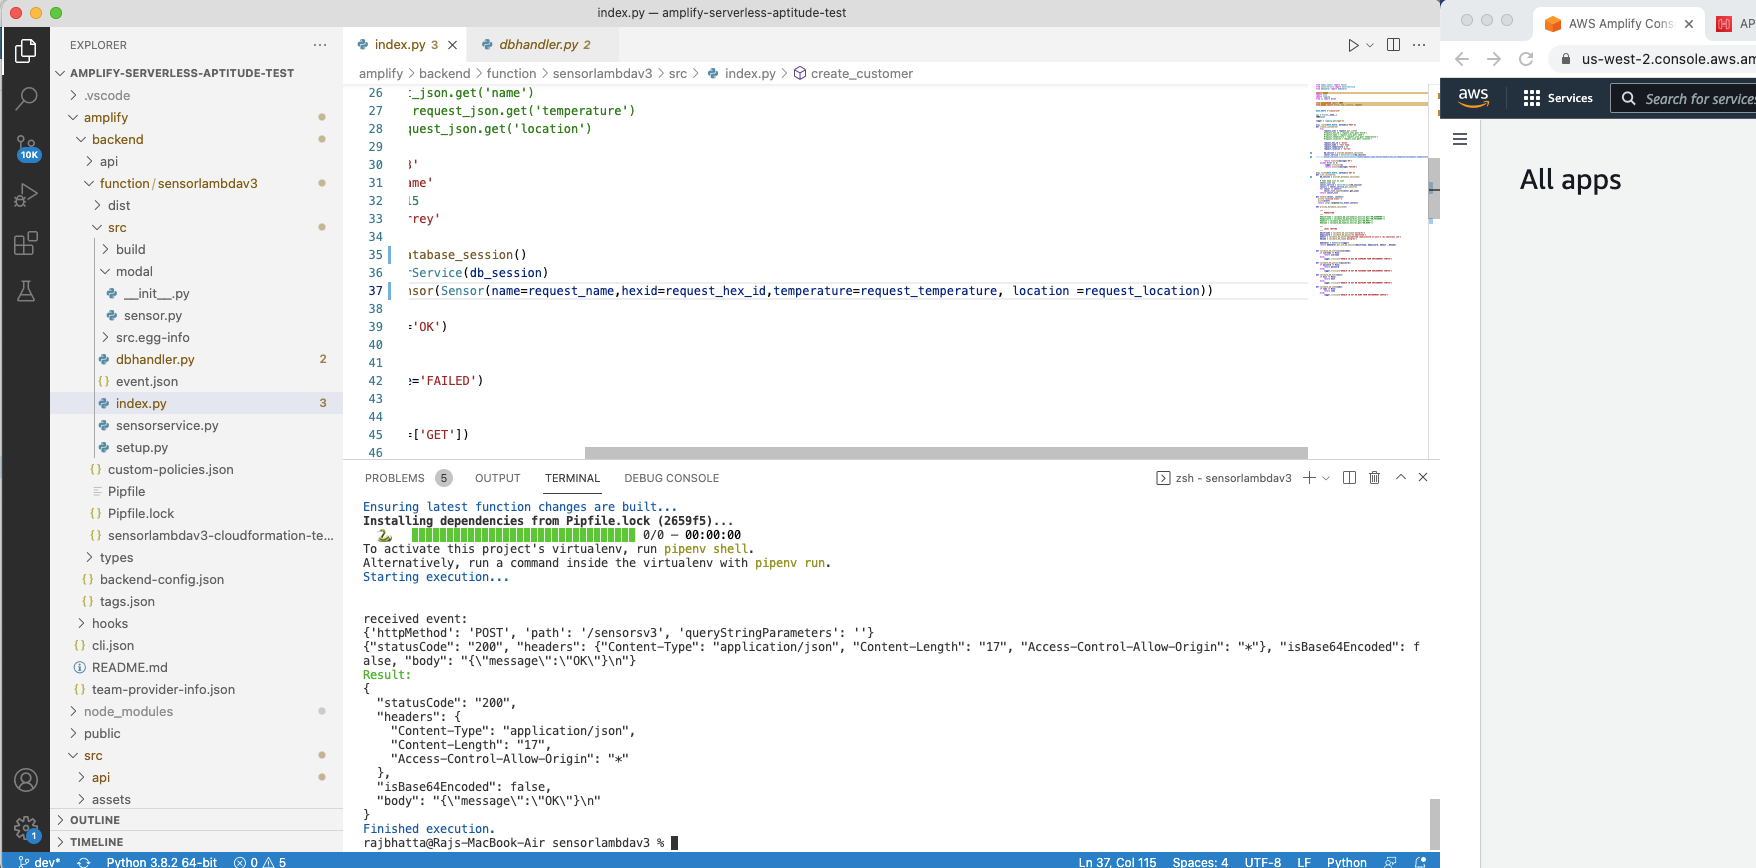 index.py — amplify-serverless-aptitude-test
EXPLORER
AMPLIFY-SERVERLESS-APTITUDE-TEST
.vscode
amplify
backend
api
function/sensorlambdav3
dist
src
build
modal
__init__.py
sensor.py
src.egg-info
dbhandler.py 2
event.json
index.py 3
sensorservice.py
setup.py
custom-policies.json
Pipfile
Pipfile.lock
sensorlambdav3-cloudformation-te...
types
backend-config.json
tags.json
hooks
cli.json
README.md
team-provider-info.json
node_modules
public
src
api
assets
OUTLINE
TIMELINE
10K
1
index.py 3
dbhandler.py 2
amplify > backend > function > sensorlambdav3 > src > index.py > create_customer
26 t_json.get('name')
27 request_json.get('temperature')
28 quest_json.get('location')
29
30 3'
31 ame'
32 15
33 rrey'
34
35 atabase_session()
36 rService(db_session)
37 nsor(Sensor(name=request_name,hexid=request_hex_id,temperature=request_temperature, location =request_location))
38
39 ='OK')
40
41
42 e='FAILED')
43
44
45 =['GET'])
46
PROBLEMS 5 OUTPUT TERMINAL DEBUG CONSOLE
zsh - sensorlambdav3
Ensuring latest function changes are built...
Installing dependencies from Pipfile.lock (2659f5)...
0/0 — 00:00:00
To activate this project's virtualenv, run pipenv shell.
Alternatively, run a command inside the virtualenv with pipenv run.
Starting execution...
received event:
{'httpMethod': 'POST', 'path': '/sensorsv3', 'queryStringParameters': ''}
{"statusCode": "200", "headers": {"Content-Type": "application/json", "Content-Length": "17", "Access-Control-Allow-Origin": "*"}, "isBase64Encoded": f
alse, "body": "{\"message\":\"OK\"}\n"}
Result:
{
"statusCode": "200",
"headers": {
"Content-Type": "application/json",
"Content-Length": "17",
"Access-Control-Allow-Origin": "*"
},
"isBase64Encoded": false,
"body": "{\"message\":\"OK\"}\n"
}
Finished execution.
rajbhatta@Rajs-MacBook-Air sensorlambdav3 %
dev* Python 3.8.2 64-bit 0 5
Ln 37, Col 115 Spaces: 4 UTF-8 LF Python
AWS Amplify Cons
AP
us-west-2.console.aws.am
aws
Services
Search for services
All apps